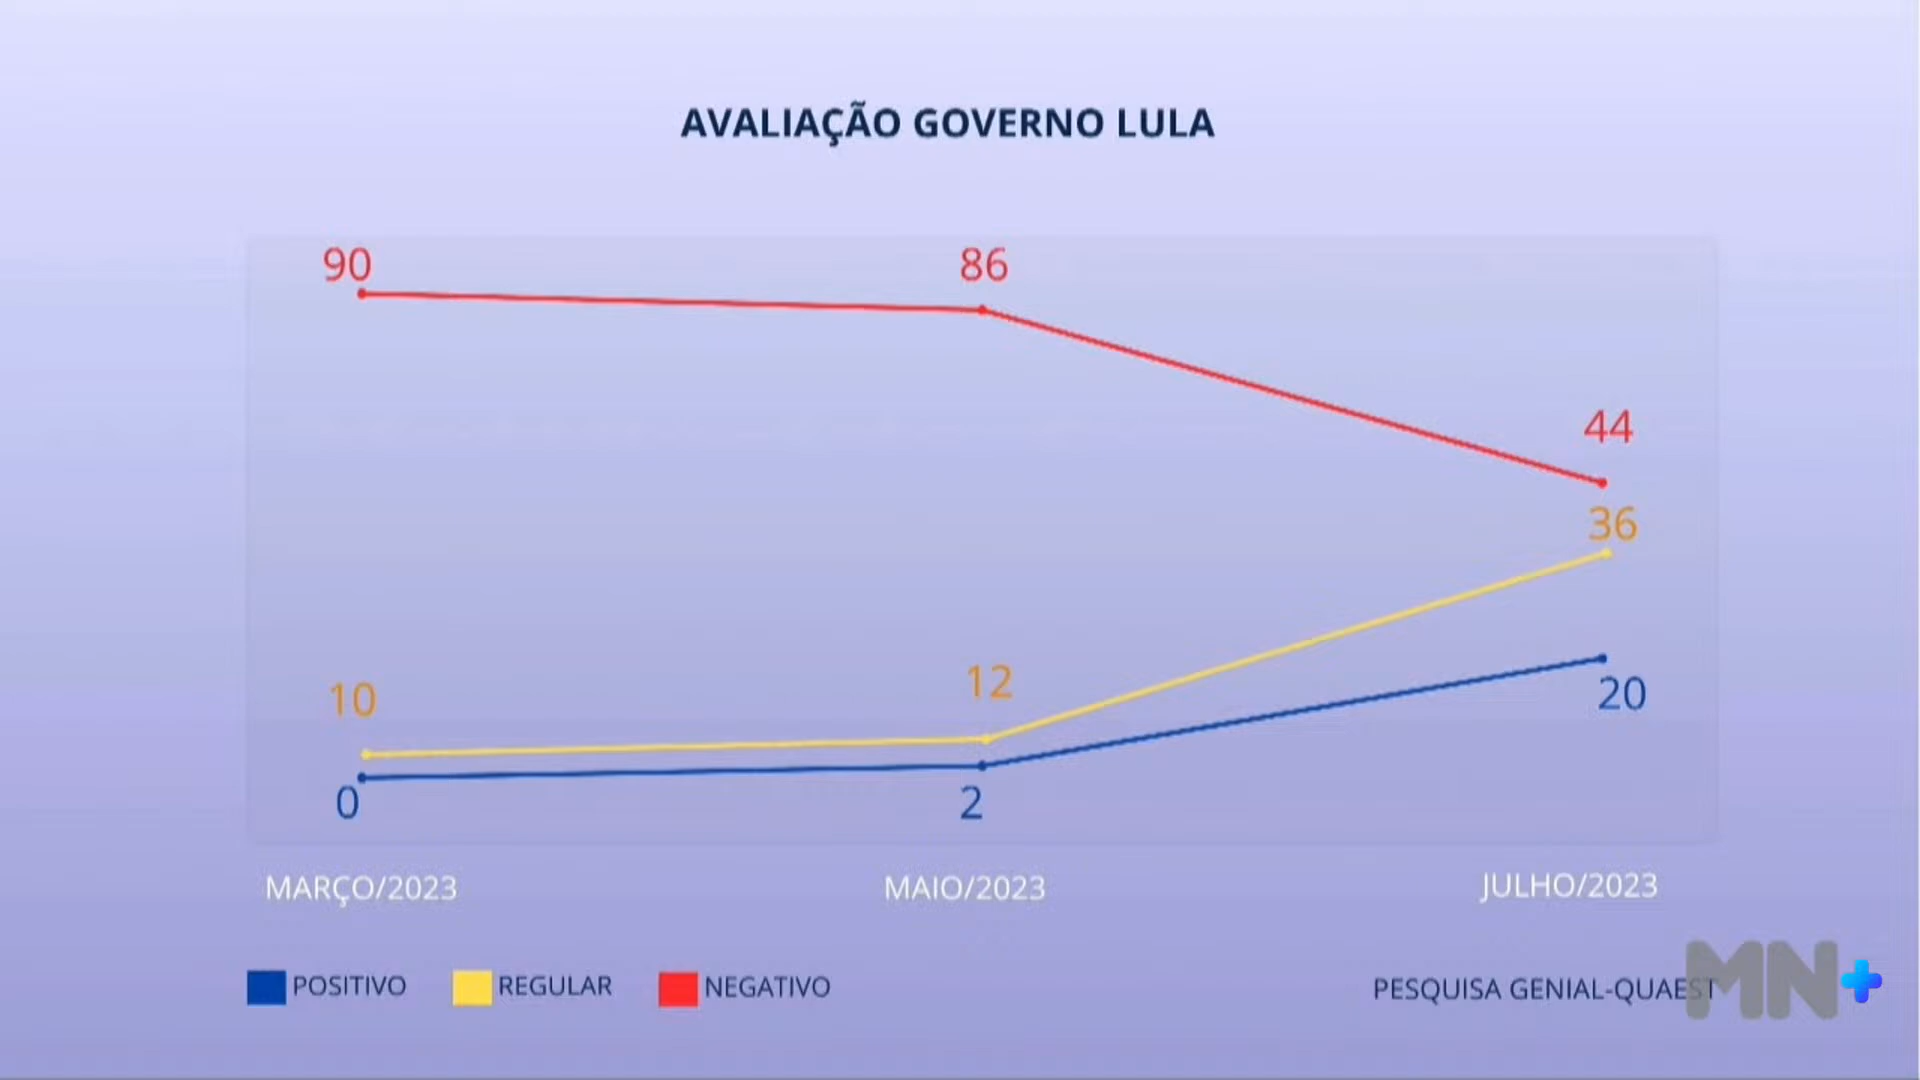 AVALIAÇÃO GOVERNO LULA
90
86
44
36
10
12
20
0
2
MARÇO/2023
MAIO/2023
JULHO/2023
POSITIVO
REGULAR
NEGATIVO
PESQUISA GENIAL-QUAEST
MN+